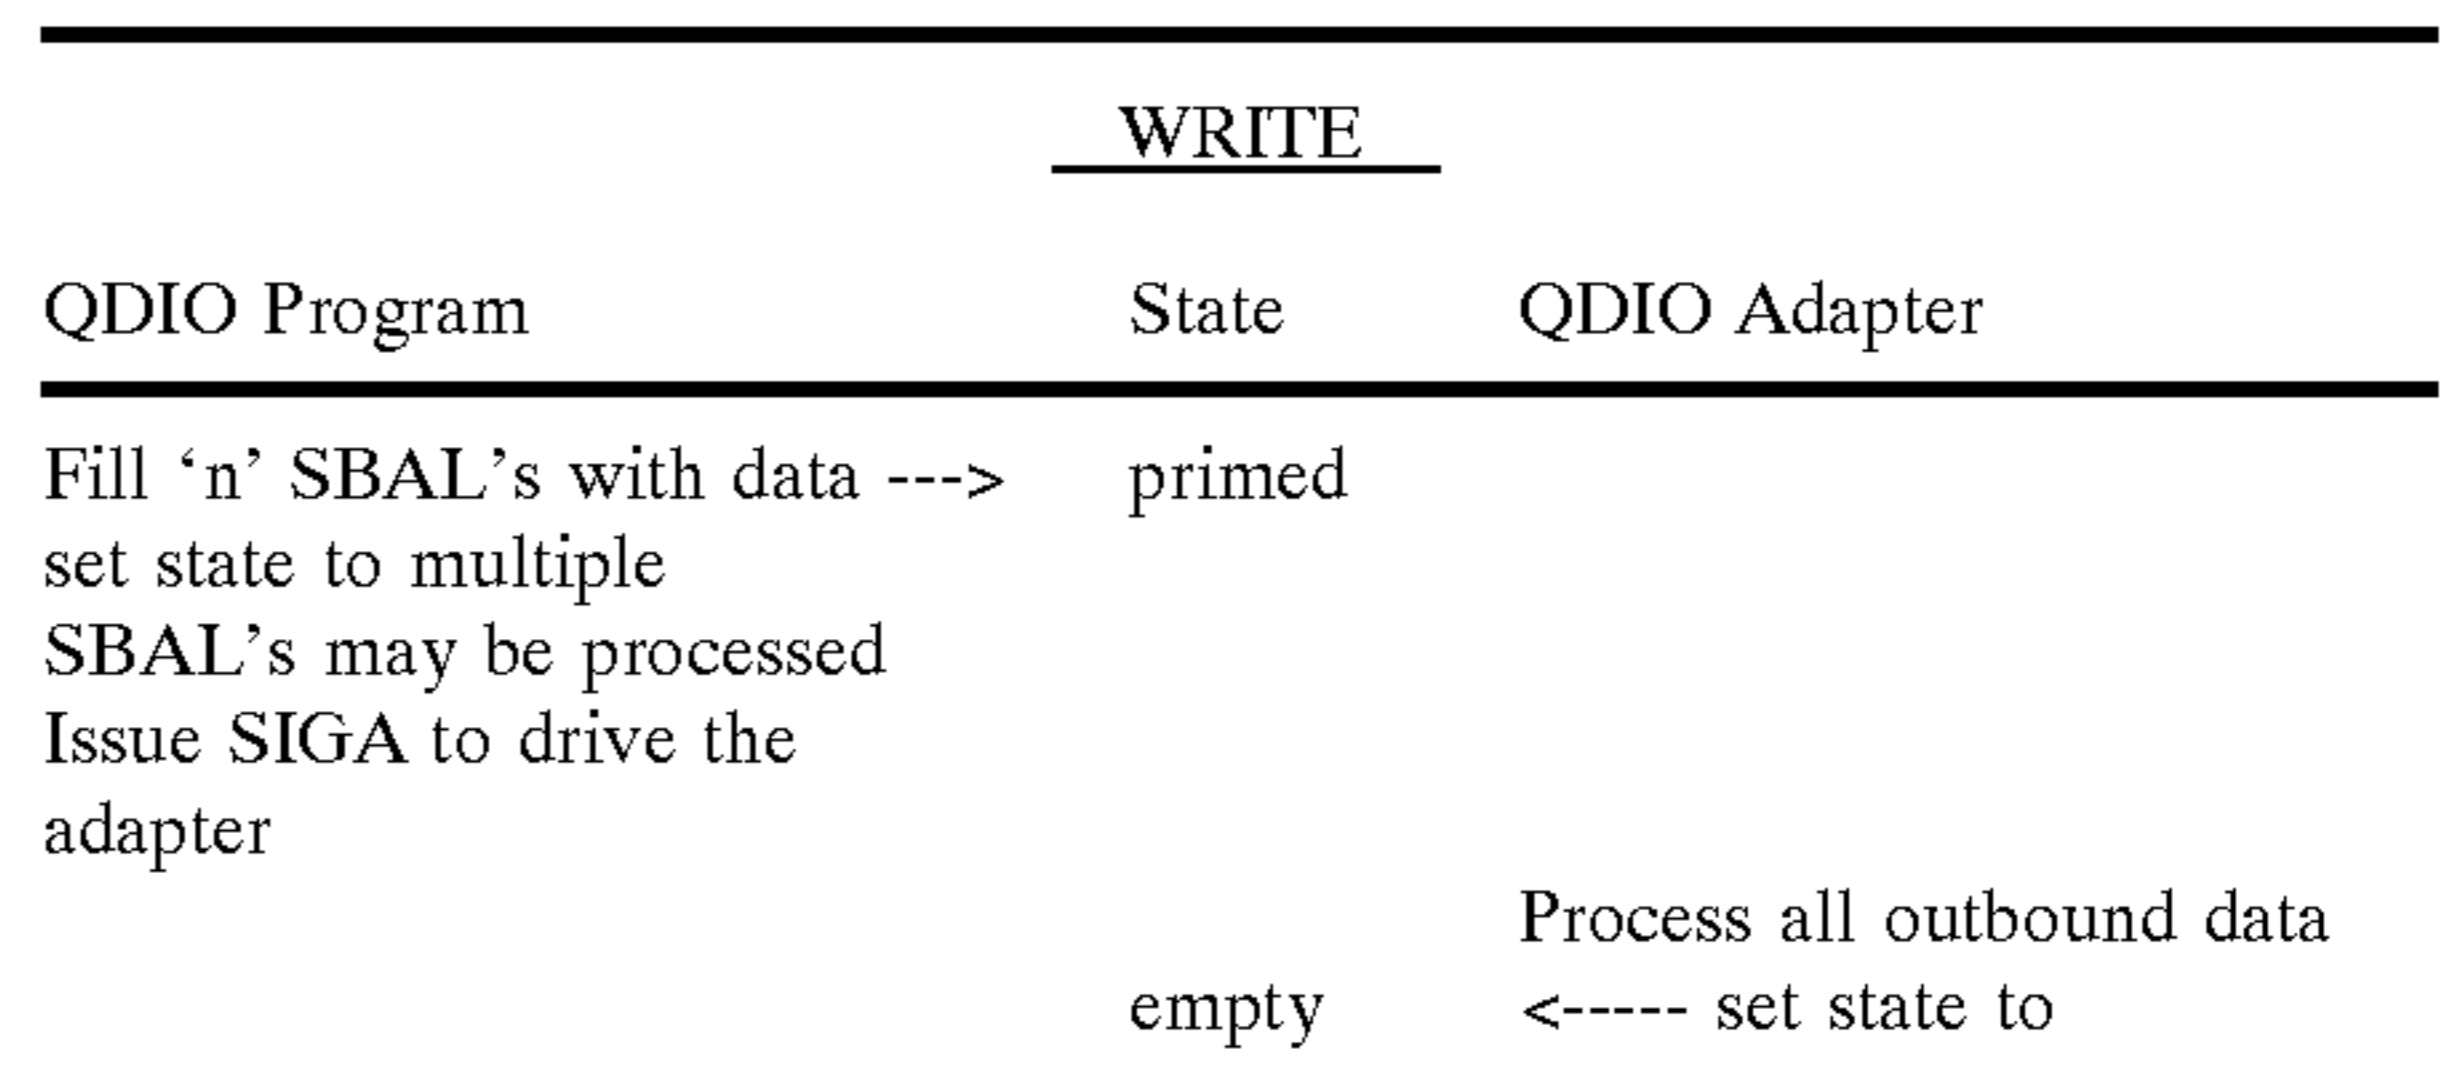 WRITE
QDIO Program State QDIO Adapter
Fill ‘n’ SBAL’s with data ---> primed
set state to multiple
SBAL’s may be processed
Issue SIGA to drive the
adapter
Process all outbound data
empty <----- set state to